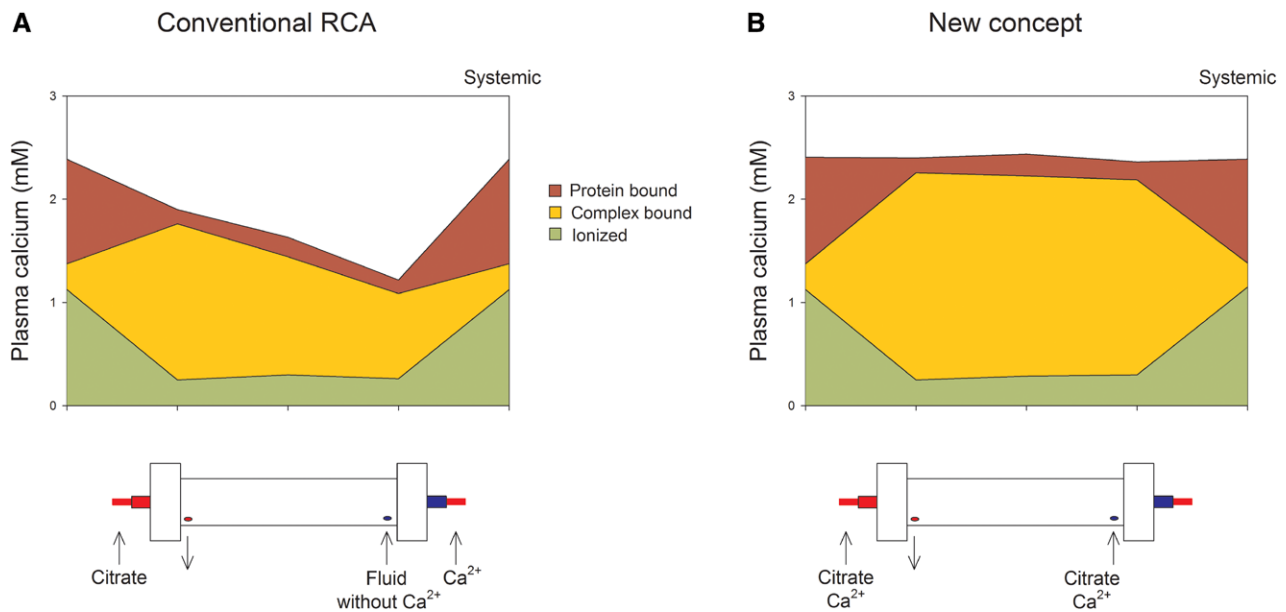 A Conventional RCA
Systemic
Plasma calcium (mM)
3
2
1
0
Protein bound
Complex bound
Ionized
Citrate
Fluid
without Ca²⁺
Ca²⁺
B New concept
Systemic
Plasma calcium (mM)
3
2
1
0
Citrate
Ca²⁺
Citrate
Ca²⁺